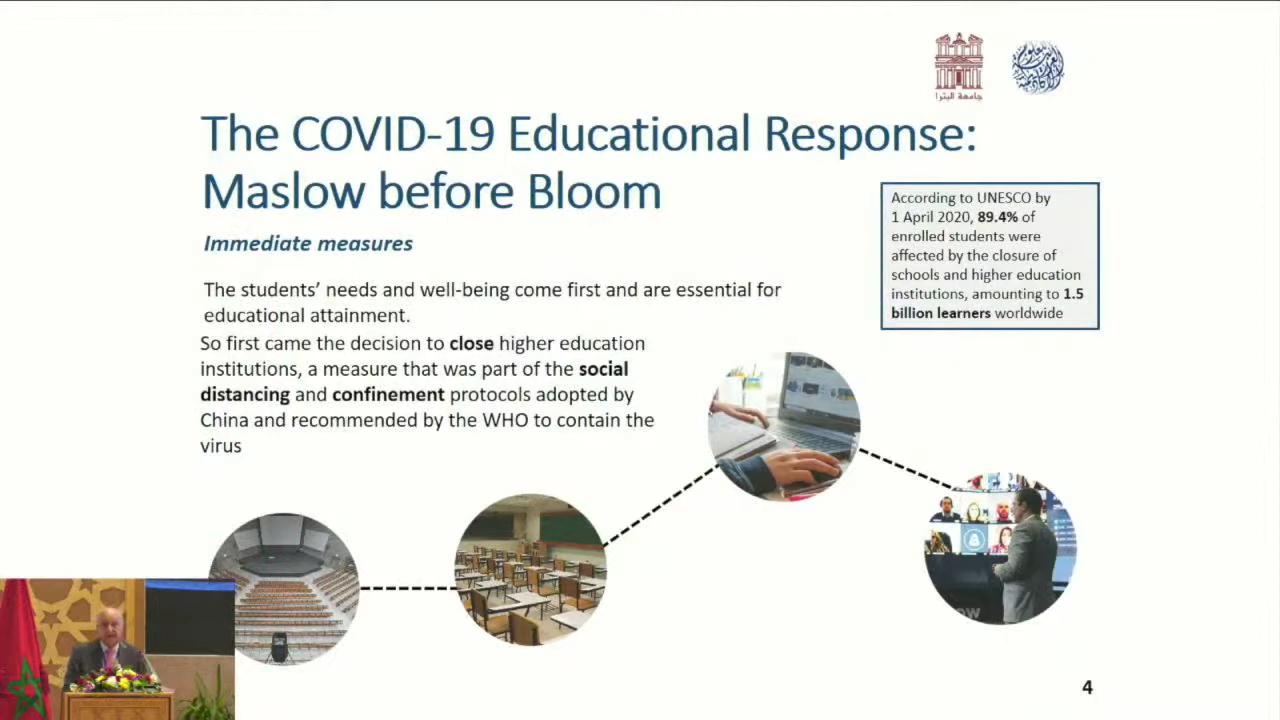 جامعة البترا
The COVID-19 Educational Response:
Maslow before Bloom
Immediate measures
According to UNESCO by
1 April 2020, 89.4% of
enrolled students were
affected by the closure of
schools and higher education
institutions, amounting to 1.5
billion learners worldwide
The students’ needs and well-being come first and are essential for
educational attainment.
So first came the decision to close higher education
institutions, a measure that was part of the social
distancing and confinement protocols adopted by
China and recommended by the WHO to contain the
virus
4